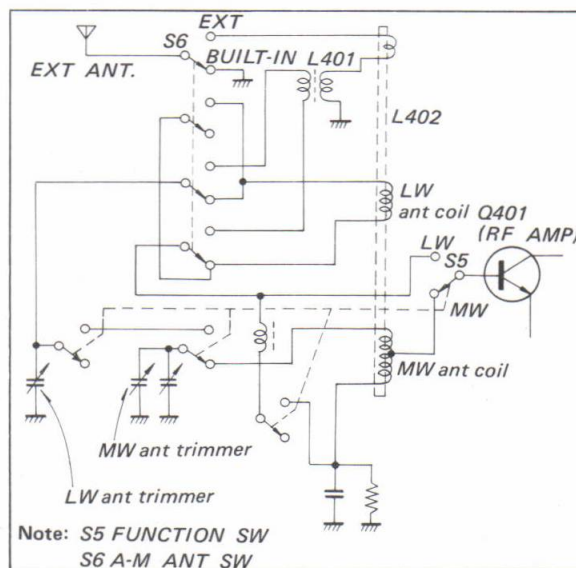 EXT
S6
BUILT-IN L401
EXT ANT.
L402
LW
ant coil
Q401
(RF AMP)
LW
S5
MW
MW ant coil
MW ant trimmer
LW ant trimmer
Note: S5 FUNCTION SW
S6 A-M ANT SW